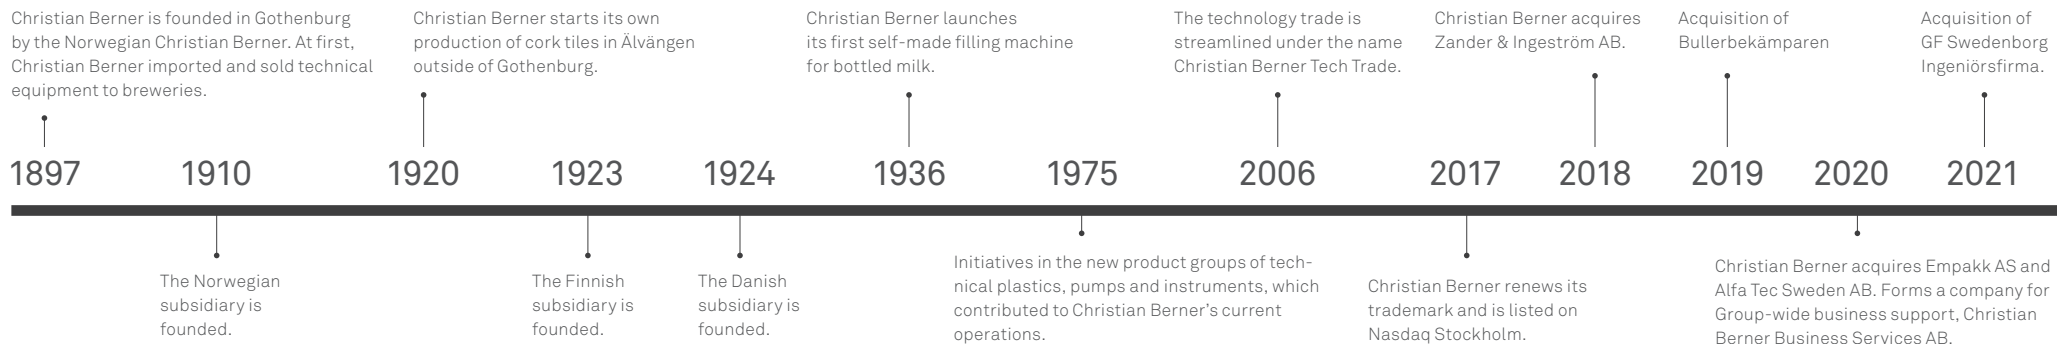 Christian Berner is founded in Gothenburg
by the Norwegian Christian Berner. At first,
Christian Berner imported and sold technical
equipment to breweries.
Christian Berner starts its own
production of cork tiles in Älvängen
outside of Gothenburg.
Christian Berner launches
its first self-made filling machine
for bottled milk.
The technology trade is
streamlined under the name
Christian Berner Tech Trade.
Christian Berner acquires
Zander & Ingeström AB.
Acquisition of
Bullerbekämparen
Acquisition of
GF Swedenborg
Ingeniörsfirma.
1897 1910 1920 1923 1924 1936 1975 2006 2017 2018 2019 2020 2021
The Norwegian
subsidiary is
founded.
The Finnish
subsidiary is
founded.
The Danish
subsidiary is
founded.
Initiatives in the new product groups of tech-
nical plastics, pumps and instruments, which
contributed to Christian Berner's current
operations.
Christian Berner renews its
trademark and is listed on
Nasdaq Stockholm.
Christian Berner acquires Empakk AS and
Alfa Tec Sweden AB. Forms a company for
Group-wide business support, Christian
Berner Business Services AB.